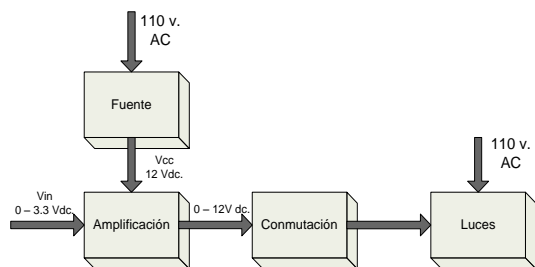 110 v.
AC
Fuente
Vcc
12 Vdc.
110 v.
AC
Vin
0 – 3.3 Vdc
Amplificación
0 – 12V dc.
Conmutación
Luces